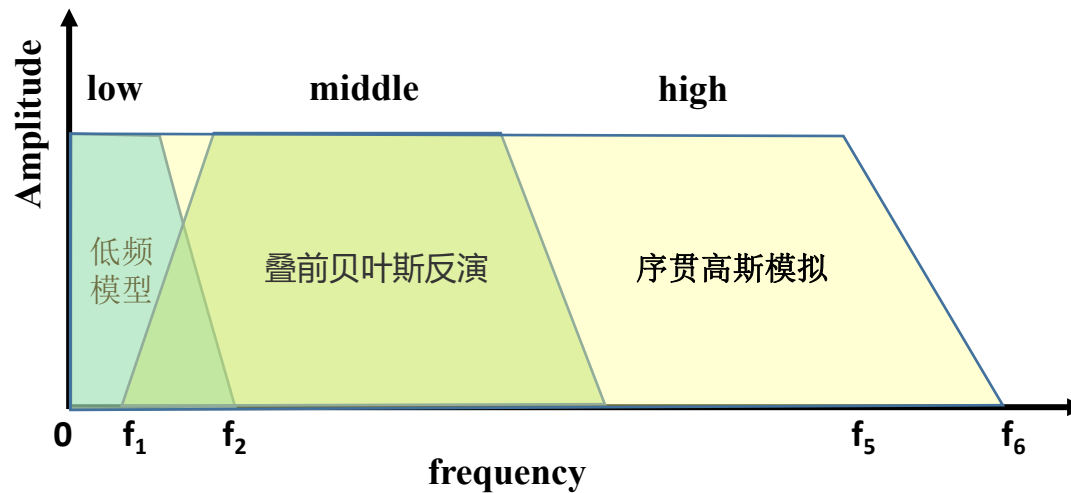 Amplitude
low
middle
high
低频
模型
叠前贝叶斯反演
序贯高斯模拟
0
f₁
f₂
f₅
f₆
frequency